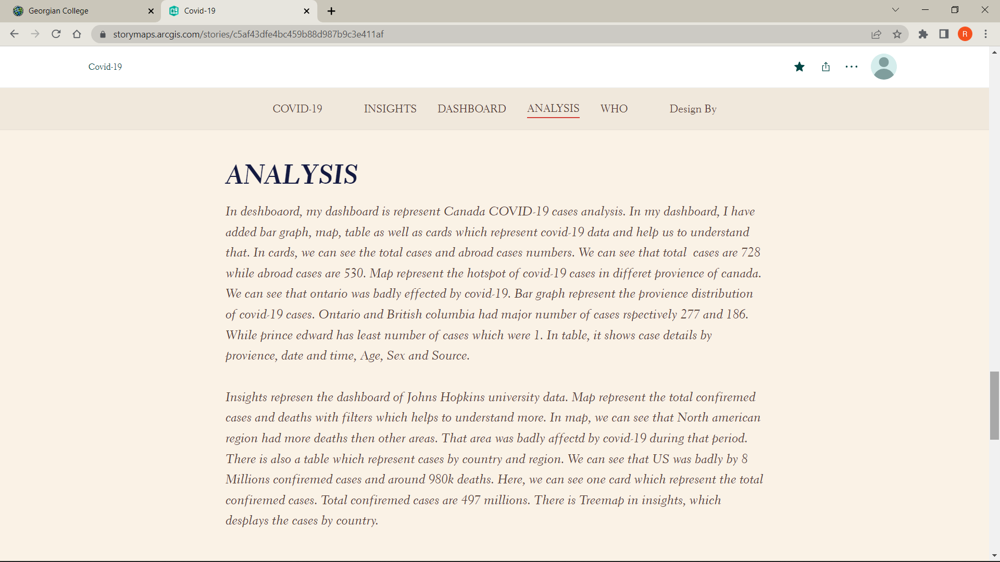 Georgian College
Covid-19
storymaps.arcgis.com/stories/c5af43dfe4bc459b88d987b9c3e411af
R
Covid-19
COVID-19 INSIGHTS DASHBOARD ANALYSIS WHO Design By
ANALYSIS
In deshboaord, my dashboard is represent Canada COVID-19 cases analysis. In my dashboard, I have
added bar graph, map, table as well as cards which represent covid-19 data and help us to understand
that. In cards, we can see the total cases and abroad cases numbers. We can see that total  cases are 728
while abroad cases are 530. Map represent the hotspot of covid-19 cases in differet provience of canada.
We can see that ontario was badly effected by covid-19. Bar graph represent the provience distribution
of covid-19 cases. Ontario and British columbia had major number of cases rspectively 277 and 186.
While prince edward has least number of cases which were 1. In table, it shows case details by
provience, date and time, Age, Sex and Source.
Insights represen the dashboard of Johns Hopkins university data. Map represent the total confiremed
cases and deaths with filters which helps to understand more. In map, we can see that North american
region had more deaths then other areas. That area was badly affectd by covid-19 during that period.
There is also a table which represent cases by country and region. We can see that US was badly by 8
Millions confiremed cases and around 980k deaths. Here, we can see one card which represent the total
confiremed cases. Total confiremed cases are 497 millions. There is Treemap in insights, which
desplays the cases by country.